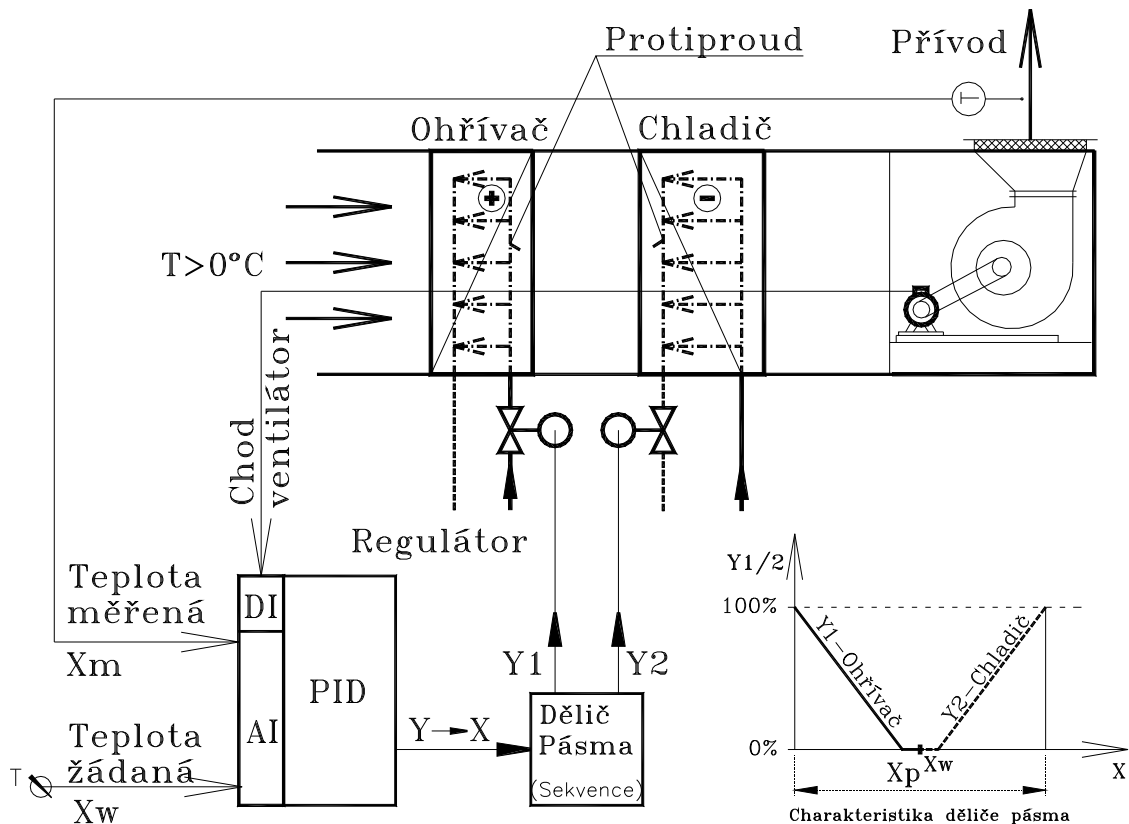 Protiproud
Přívod
T
Ohřívač
Chladič
+
-
T>0°C
Chod
ventilátor
Regulátor
Teplota
měřená
Xm
DI
AI
PID
Teplota
žádaná
Xw
T
Y→X
Y1
Y2
Dělič
Pásma
(Sekvence)
Y1/2
100%
0%
Y1-Ohřívač
Y2-Chladič
Xp
Xw
X
Charakteristika děliče pásma